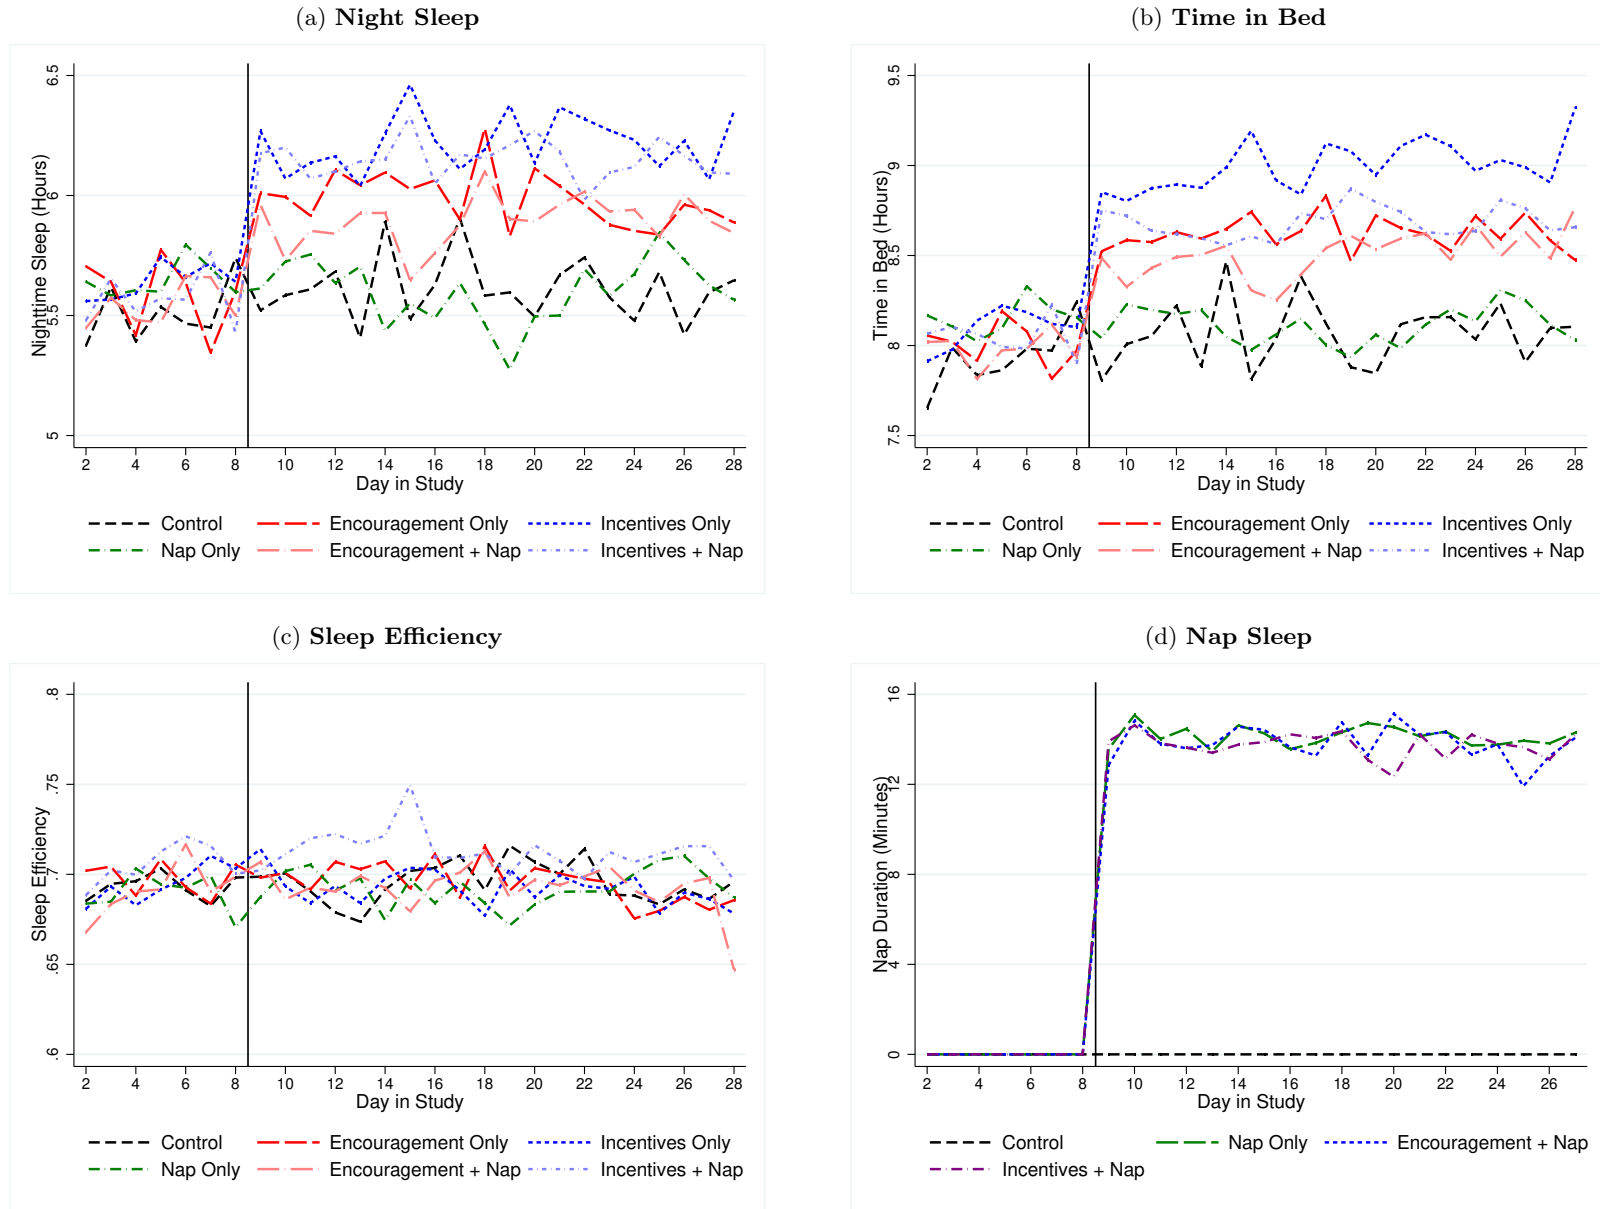 (a) Night Sleep
6.5
6
5.5
5
Nighttime Sleep (Hours)
2 4 6 8 10 12 14 16 18 20 22 24 26 28
Day in Study
Control Encouragement Only Incentives Only
Nap Only Encouragement + Nap Incentives + Nap
(b) Time in Bed
9.5
9
8.5
8
7.5
Time in Bed (Hours)
2 4 6 8 10 12 14 16 18 20 22 24 26 28
Day in Study
Control Encouragement Only Incentives Only
Nap Only Encouragement + Nap Incentives + Nap
(c) Sleep Efficiency
.8
.75
.7
.65
.6
Sleep Efficiency
2 4 6 8 10 12 14 16 18 20 22 24 26 28
Day in Study
Control Encouragement Only Incentives Only
Nap Only Encouragement + Nap Incentives + Nap
(d) Nap Sleep
16
12
8
4
0
Nap Duration (Minutes)
2 4 6 8 10 12 14 16 18 20 22 24 26
Day in Study
Control Nap Only Encouragement + Nap
Incentives + Nap